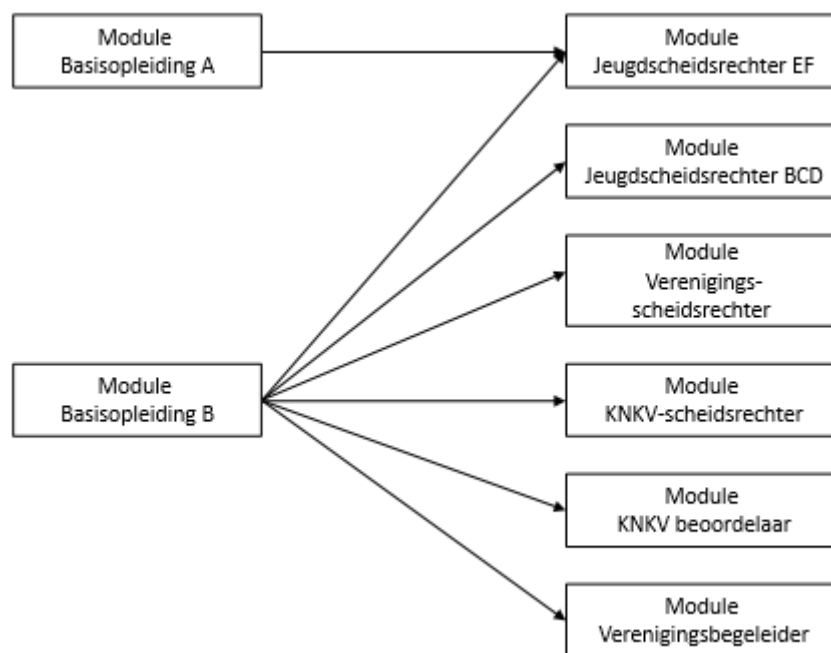 Module
Basisopleiding A
Module
Jeugdscheidsrechter EF
Module
Jeugdscheidsrechter BCD
Module
Verenigings-
scheidsrechter
Module
Basisopleiding B
Module
KNKV-scheidsrechter
Module
KNKV beoordelaar
Module
Verenigingsbegeleider